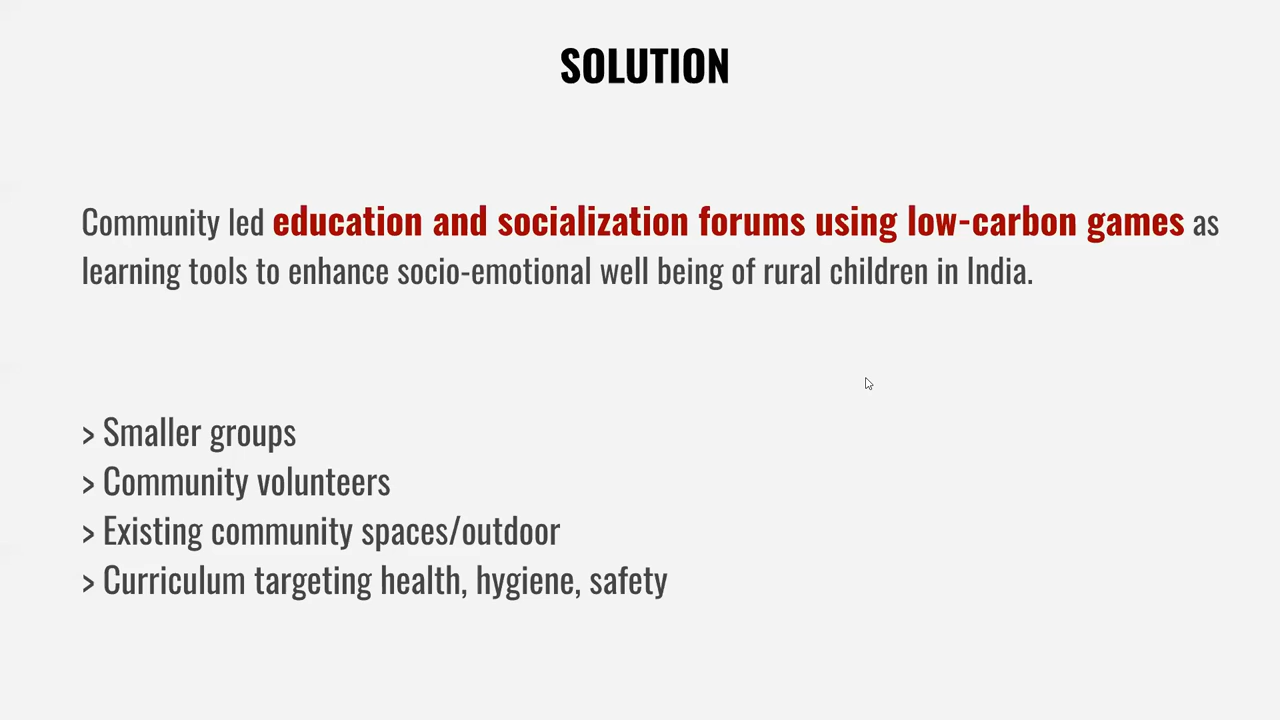 SOLUTION
Community led education and socialization forums using low-carbon games as
learning tools to enhance socio-emotional well being of rural children in India.
> Smaller groups
> Community volunteers
> Existing community spaces/outdoor
> Curriculum targeting health, hygiene, safety